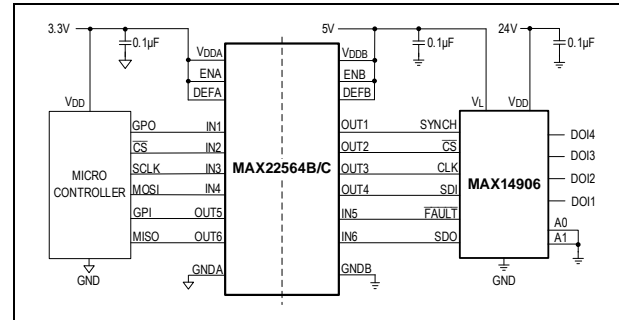 3.3V 5V 24V
0.1µF 0.1µF 0.1µF
VDDA VDDB
ENA ENB
DEFA DEFB
VDD VL VDD
GPO IN1 OUT1 SYNCH
CS IN2 OUT2 CS
SCLK IN3 OUT3 CLK
MOSI IN4 OUT4 SDI
GPI OUT5 IN5 FAULT
MISO OUT6 IN6 SDO
MICRO
CONTROLLER
MAX22564B/C
MAX14906
DOI4
DOI3
DOI2
DOI1
A0
A1
GNDA GNDB
GND GND